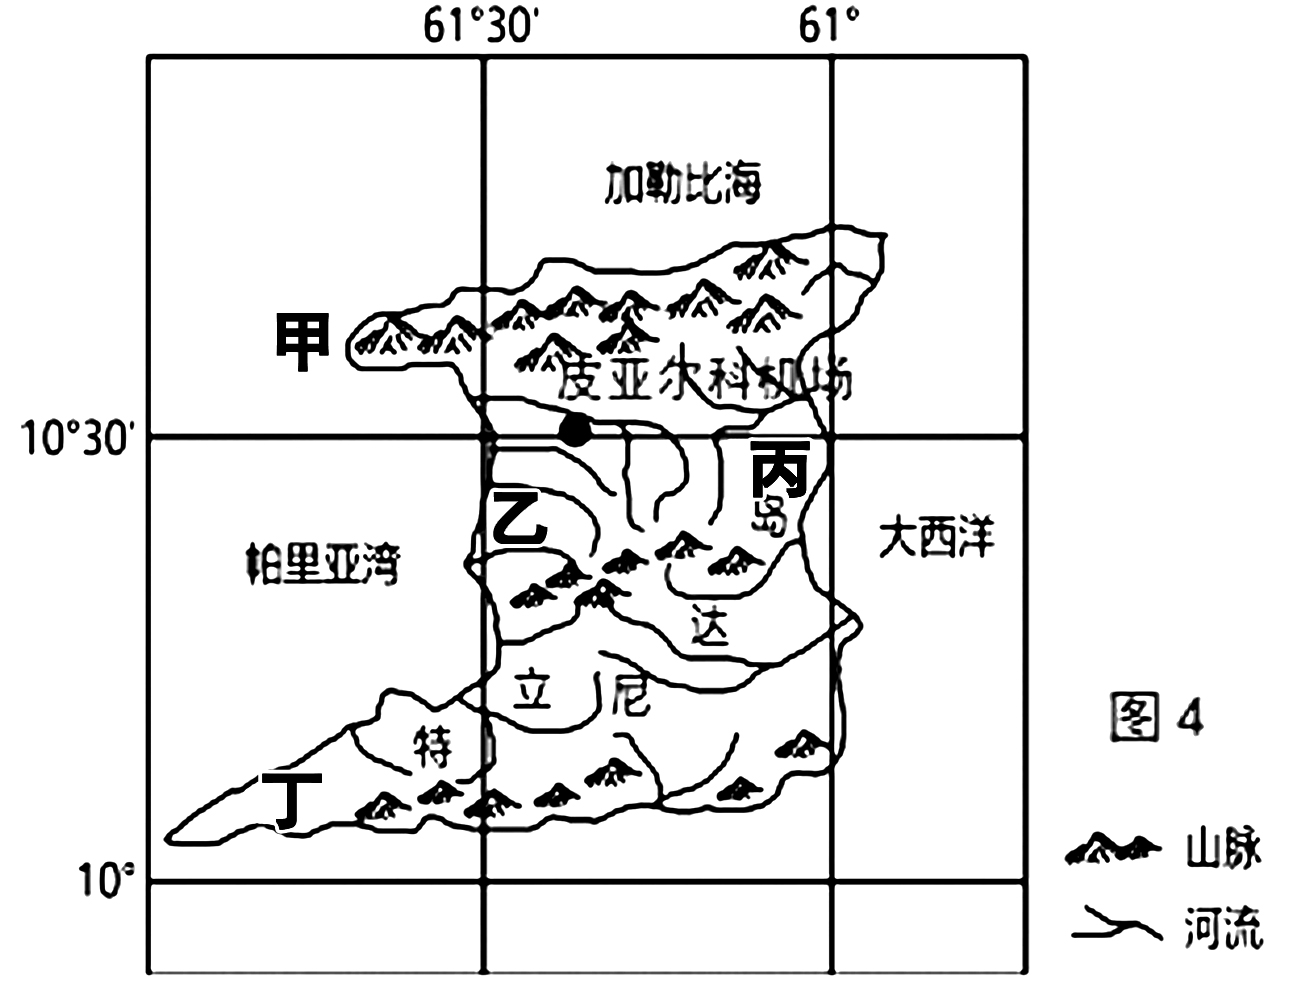 61°30' 61°
加勒比海
甲
皮亚尔科机场
10°30'
丙
乙
岛
大西洋
帕里亚湾
达
立 尼
特
图 4
丁
山脉
10°
河流